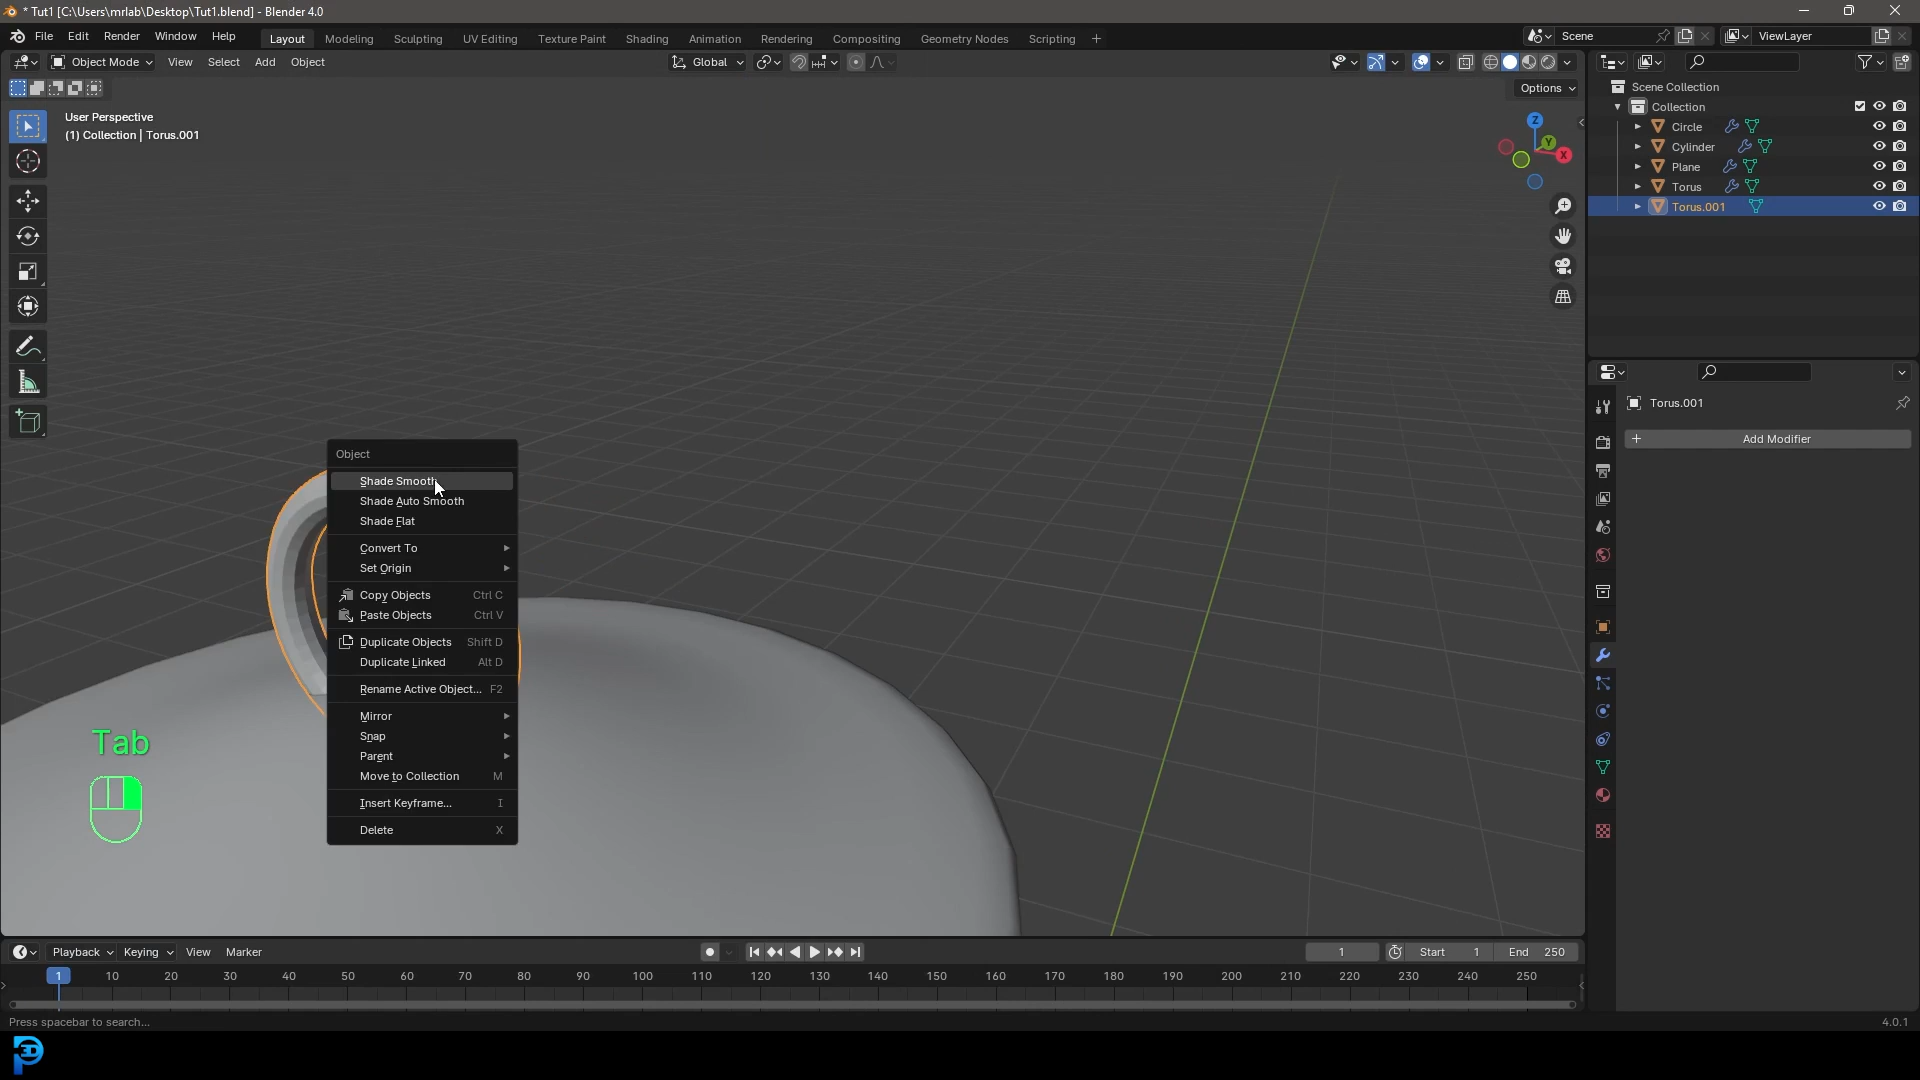 * Tut1 [C:\Users\mrlab\Desktop\Tut1.blend] - Blender 4.0
File Edit Render Window Help Layout Modeling Sculpting UV Editing Texture Paint Shading Animation Rendering Compositing Geometry Nodes Scripting + Scene ViewLayer
Object Mode View Select Add Object Global
Options
User Perspective
(1) Collection | Torus.001
Z
Y
X
Scene Collection
Collection
Circle
Cylinder
Plane
Torus
Torus.001
Torus.001
+ Add Modifier
Object
Shade Smooth
Shade Auto Smooth
Shade Flat
Convert To
Set Origin
Copy Objects Ctrl C
Paste Objects Ctrl V
Duplicate Objects Shift D
Duplicate Linked Alt D
Rename Active Object... F2
Mirror
Snap
Parent
Move to Collection M
Insert Keyframe... I
Delete X
Tab
Playback Keying View Marker 1 Start 1 End 250
1 10 20 30 40 50 60 70 80 90 100 110 120 130 140 150 160 170 180 190 200 210 220 230 240 250
Press spacebar to search... 4.0.1